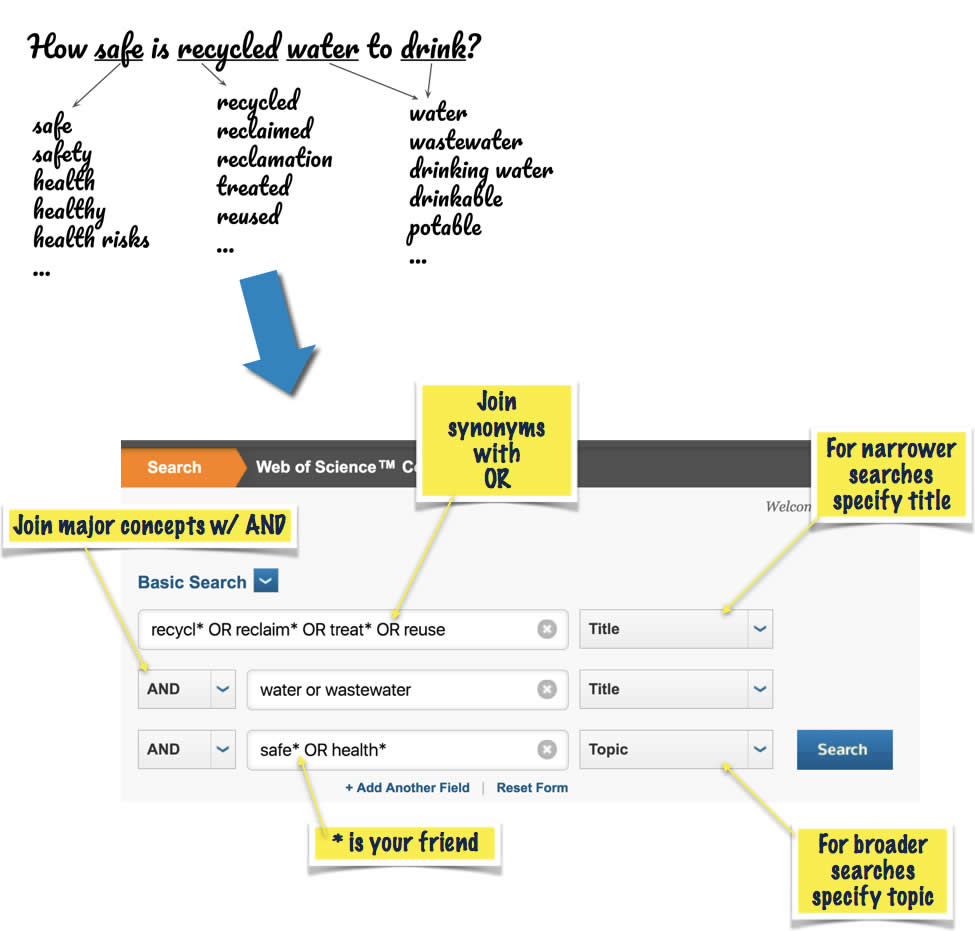 How safe is recycled water to drink?
safe
safety
health
healthy
health risks
...
recycled
reclaimed
reclamation
treated
reused
...
water
wastewater
drinking water
drinkable
potable
...
Join
synonyms
with
OR
Search
Web of Science™
For narrower
searches
specify title
Join major concepts w/ AND
Basic Search
recycl* OR reclaim* OR treat* OR reuse
Title
AND
water or wastewater
Title
AND
safe* OR health*
Topic
Search
+ Add Another Field | Reset Form
* is your friend
For broader
searches
specify topic